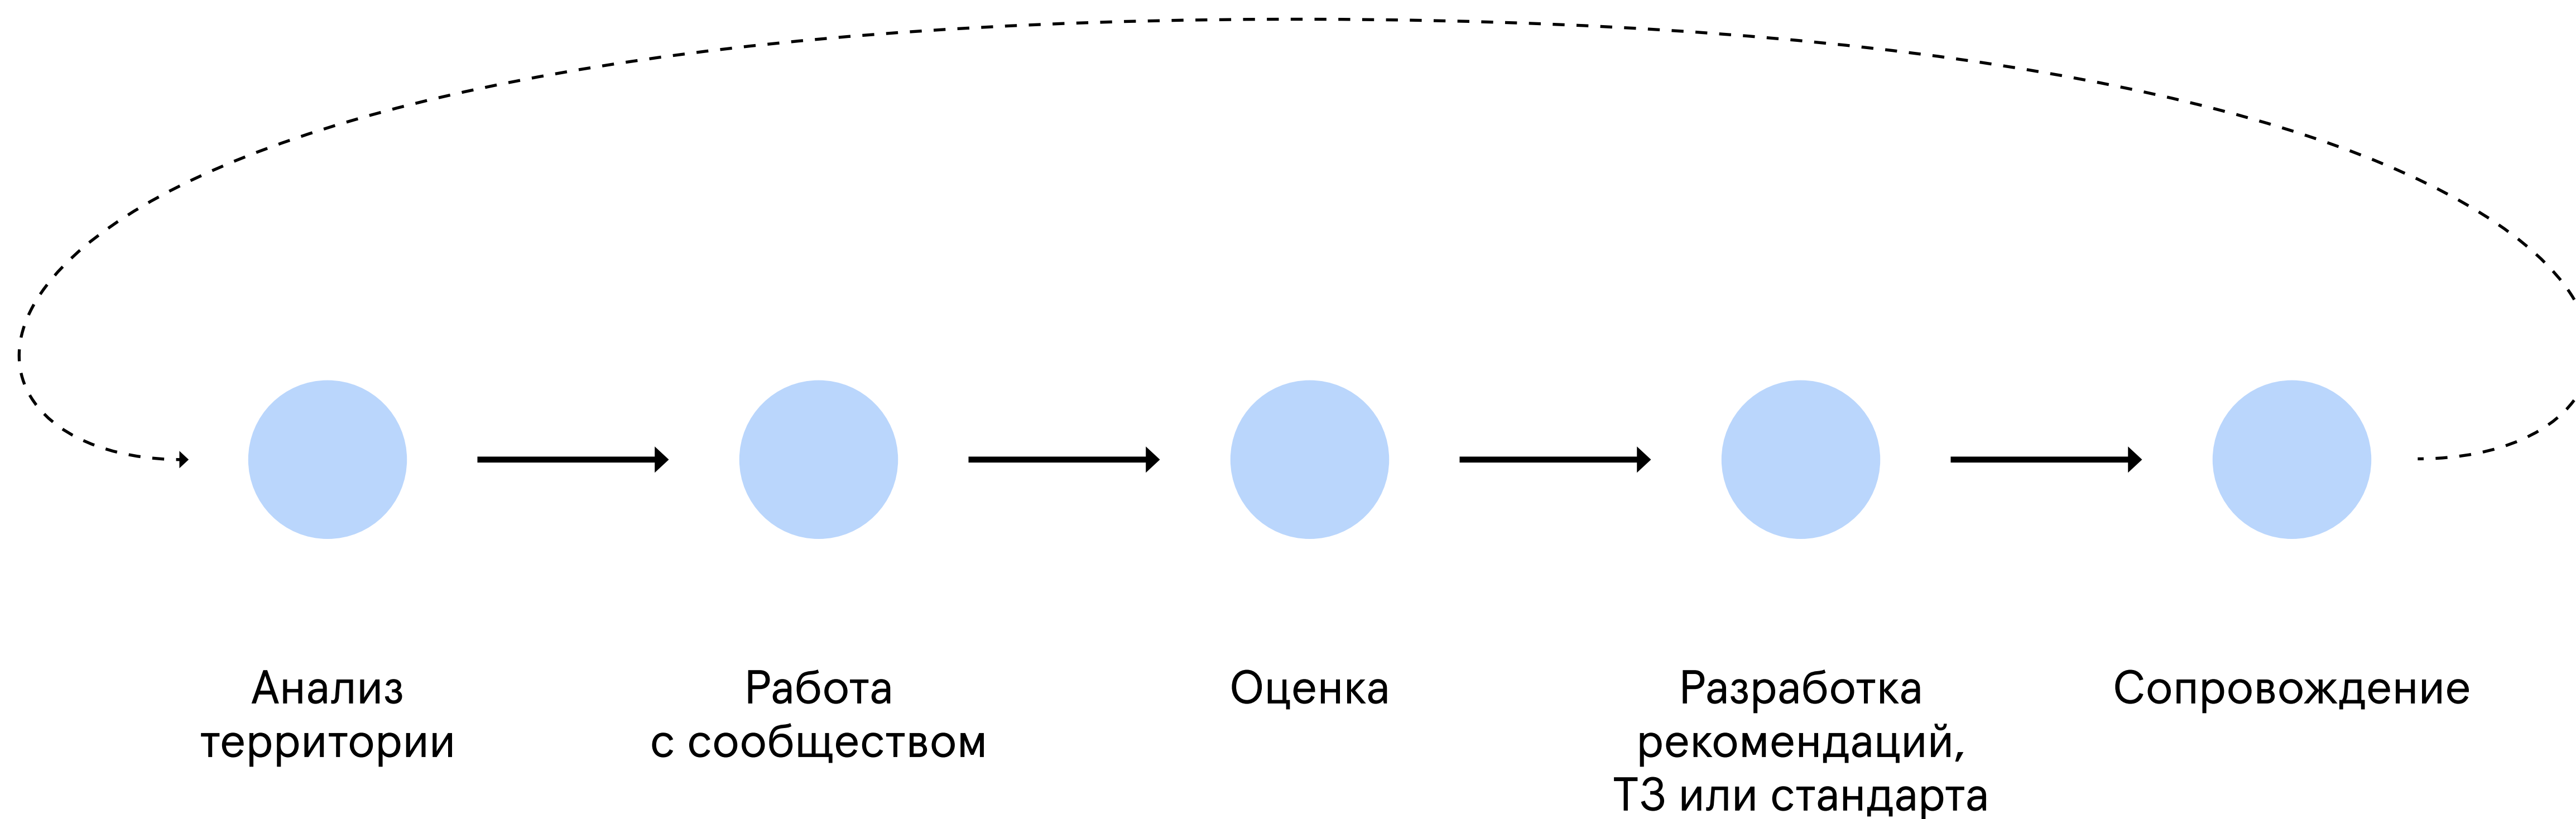 Анализ
территории
Работа
с сообществом
Оценка
Разработка
рекомендаций,
ТЗ или стандарта
Сопровождение